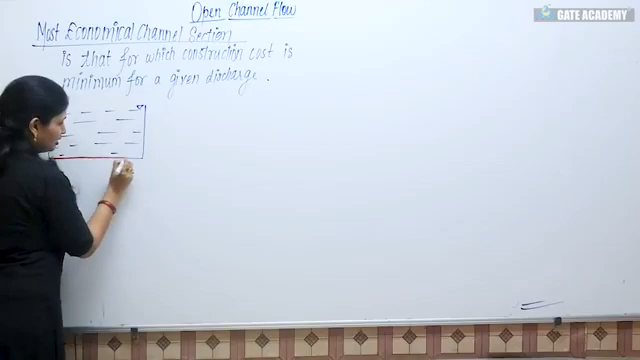 Open Channel Flow
GATE ACADEMY
Most Economical Channel Section
is that for which construcion cost is
minimum for a given discharge.